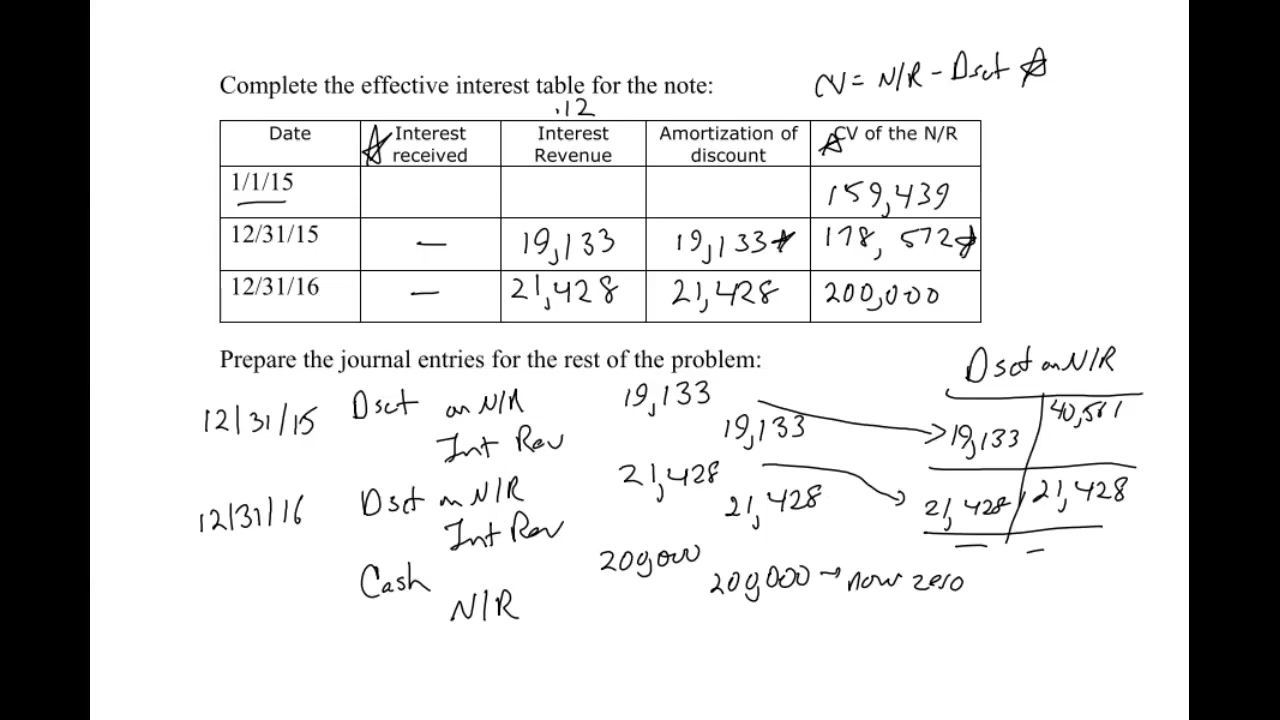 Complete the effective interest table for the note:
CV = N/R - Dsct ☆
.12
Date ☆ Interest received Interest Revenue Amortization of discount ☆ CV of the N/R
1/1/15 159,439
12/31/15 — 19,133 19,133 178,572
12/31/16 — 21,428 21,428 200,000
Prepare the journal entries for the rest of the problem:
Dsct on N/R
12/31/15 Dsct on N/R 19,133
Int Rev 19,133
40,561
19,133
12/31/16 Dsct on N/R 21,428
Int Rev 21,428
21,428 21,428
Cash 200,000
N/R 200,000 → now zero